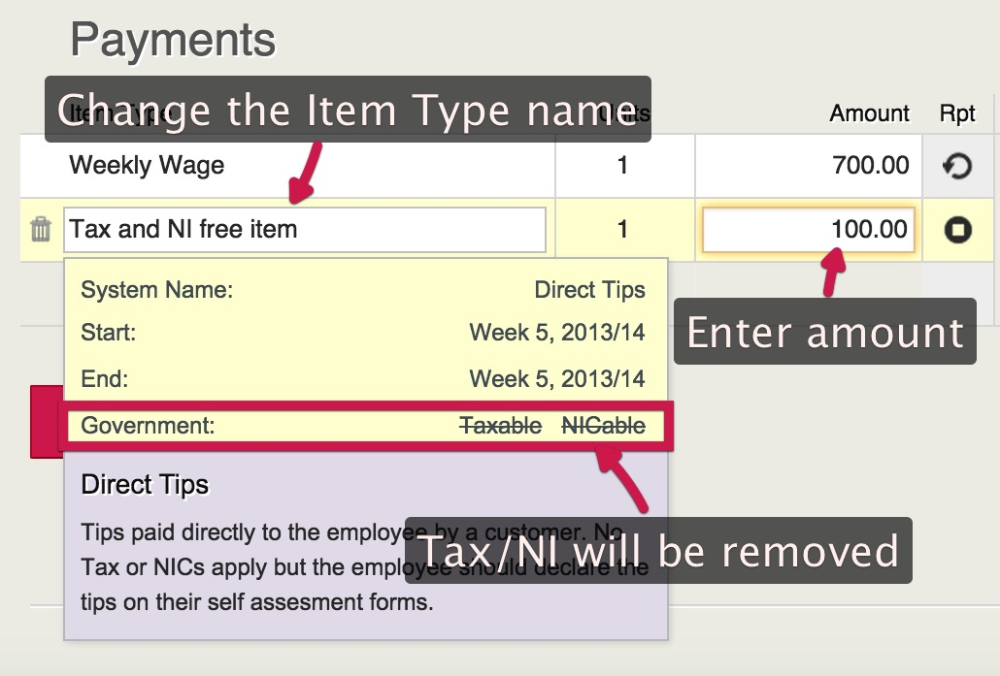 Payments
Change the Item Type name
Item Type Units Amount Rpt
Weekly Wage 1 700.00
Tax and NI free item 1 100.00
System Name: Direct Tips
Start: Week 5, 2013/14
Enter amount
End: Week 5, 2013/14
Government: Taxable NICable
Direct Tips
Tips paid directly to the employee by a customer. No
Tax/NI will be removed
Tax or NICs apply but the employee should declare the
tips on their self assesment forms.